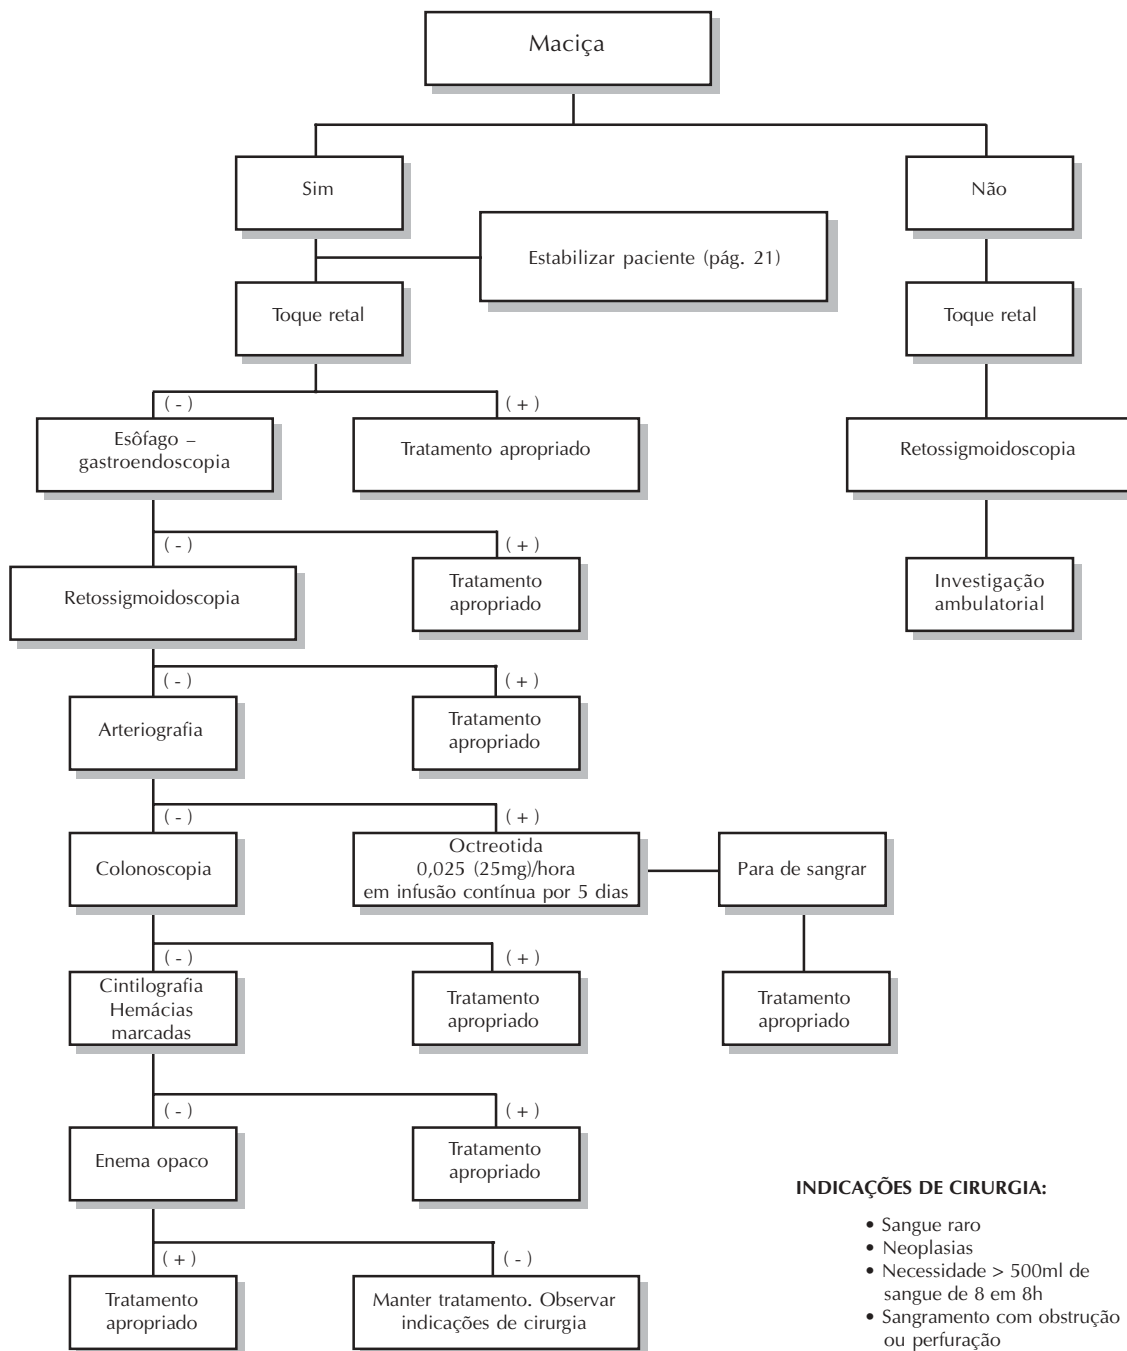 Maciça
Sim
Não
Estabilizar paciente (pág. 21)
Toque retal
Toque retal
( - )
( + )
Esôfago –
gastroendoscopia
Tratamento apropriado
Retossigmoidoscopia
( - )
( + )
Retossigmoidoscopia
Tratamento
apropriado
Investigação
ambulatorial
( - )
( + )
Arteriografia
Tratamento
apropriado
( - )
( + )
Colonoscopia
Octreotida
0,025 (25mg)/hora
em infusão contínua por 5 dias
Para de sangrar
( - )
( + )
Cintilografia
Hemácias
marcadas
Tratamento
apropriado
Tratamento
apropriado
( - )
( + )
Enema opaco
Tratamento
apropriado
( + )
( - )
Tratamento
apropriado
Manter tratamento. Observar
indicações de cirurgia
INDICAÇÕES DE CIRURGIA:
• Sangue raro
• Neoplasias
• Necessidade > 500ml de
sangue de 8 em 8h
• Sangramento com obstrução
ou perfuração